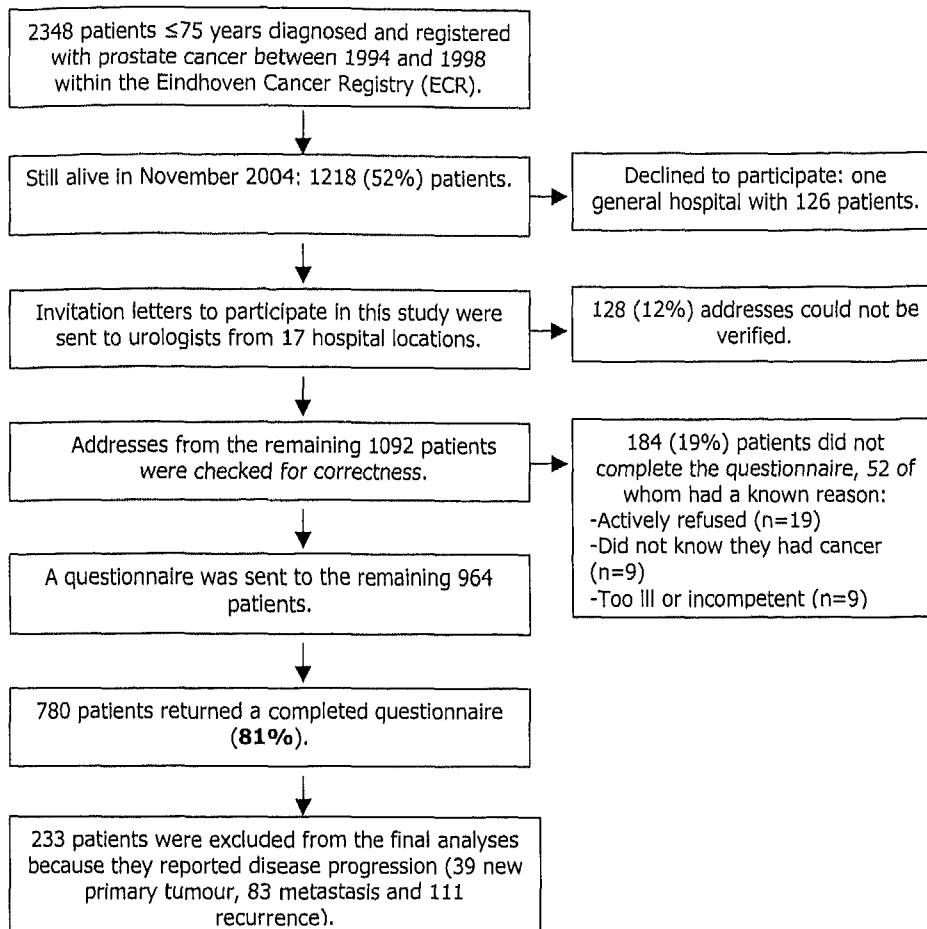 2348 patients ≤75 years diagnosed and registered
with prostate cancer between 1994 and 1998
within the Eindhoven Cancer Registry (ECR).
Still alive in November 2004: 1218 (52%) patients.
Declined to participate: one
general hospital with 126 patients.
Invitation letters to participate in this study were
sent to urologists from 17 hospital locations.
128 (12%) addresses could not be
verified.
Addresses from the remaining 1092 patients
were checked for correctness.
184 (19%) patients did not
complete the questionnaire, 52 of
whom had a known reason:
-Actively refused (n=19)
-Did not know they had cancer
(n=9)
-Too ill or incompetent (n=9)
A questionnaire was sent to the remaining 964
patients.
780 patients returned a completed questionnaire
(81%).
233 patients were excluded from the final analyses
because they reported disease progression (39 new
primary tumour, 83 metastasis and 111
recurrence).